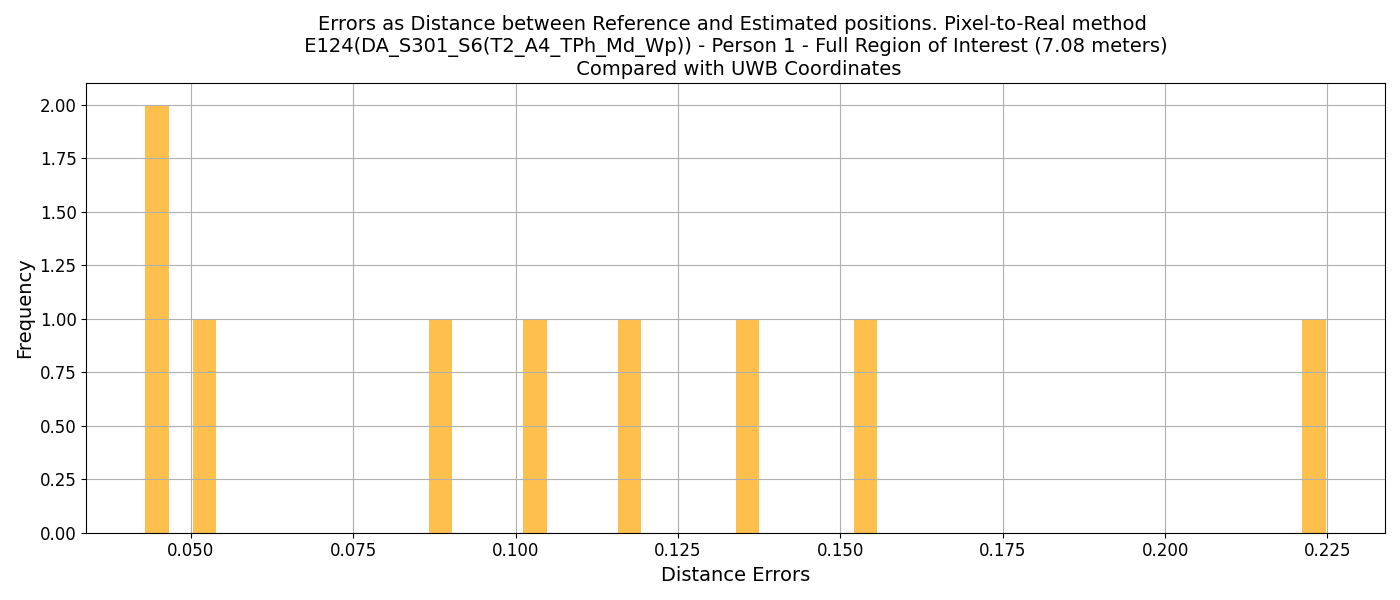 Errors as Distance between Reference and Estimated positions. Pixel-to-Real method
E124(DA_S301_S6(T2_A4_TPh_Md_Wp)) - Person 1 - Full Region of Interest (7.08 meters)
Compared with UWB Coordinates
Frequency
2.00
1.75
1.50
1.25
1.00
0.75
0.50
0.25
0.00
0.050 0.075 0.100 0.125 0.150 0.175 0.200 0.225
Distance Errors